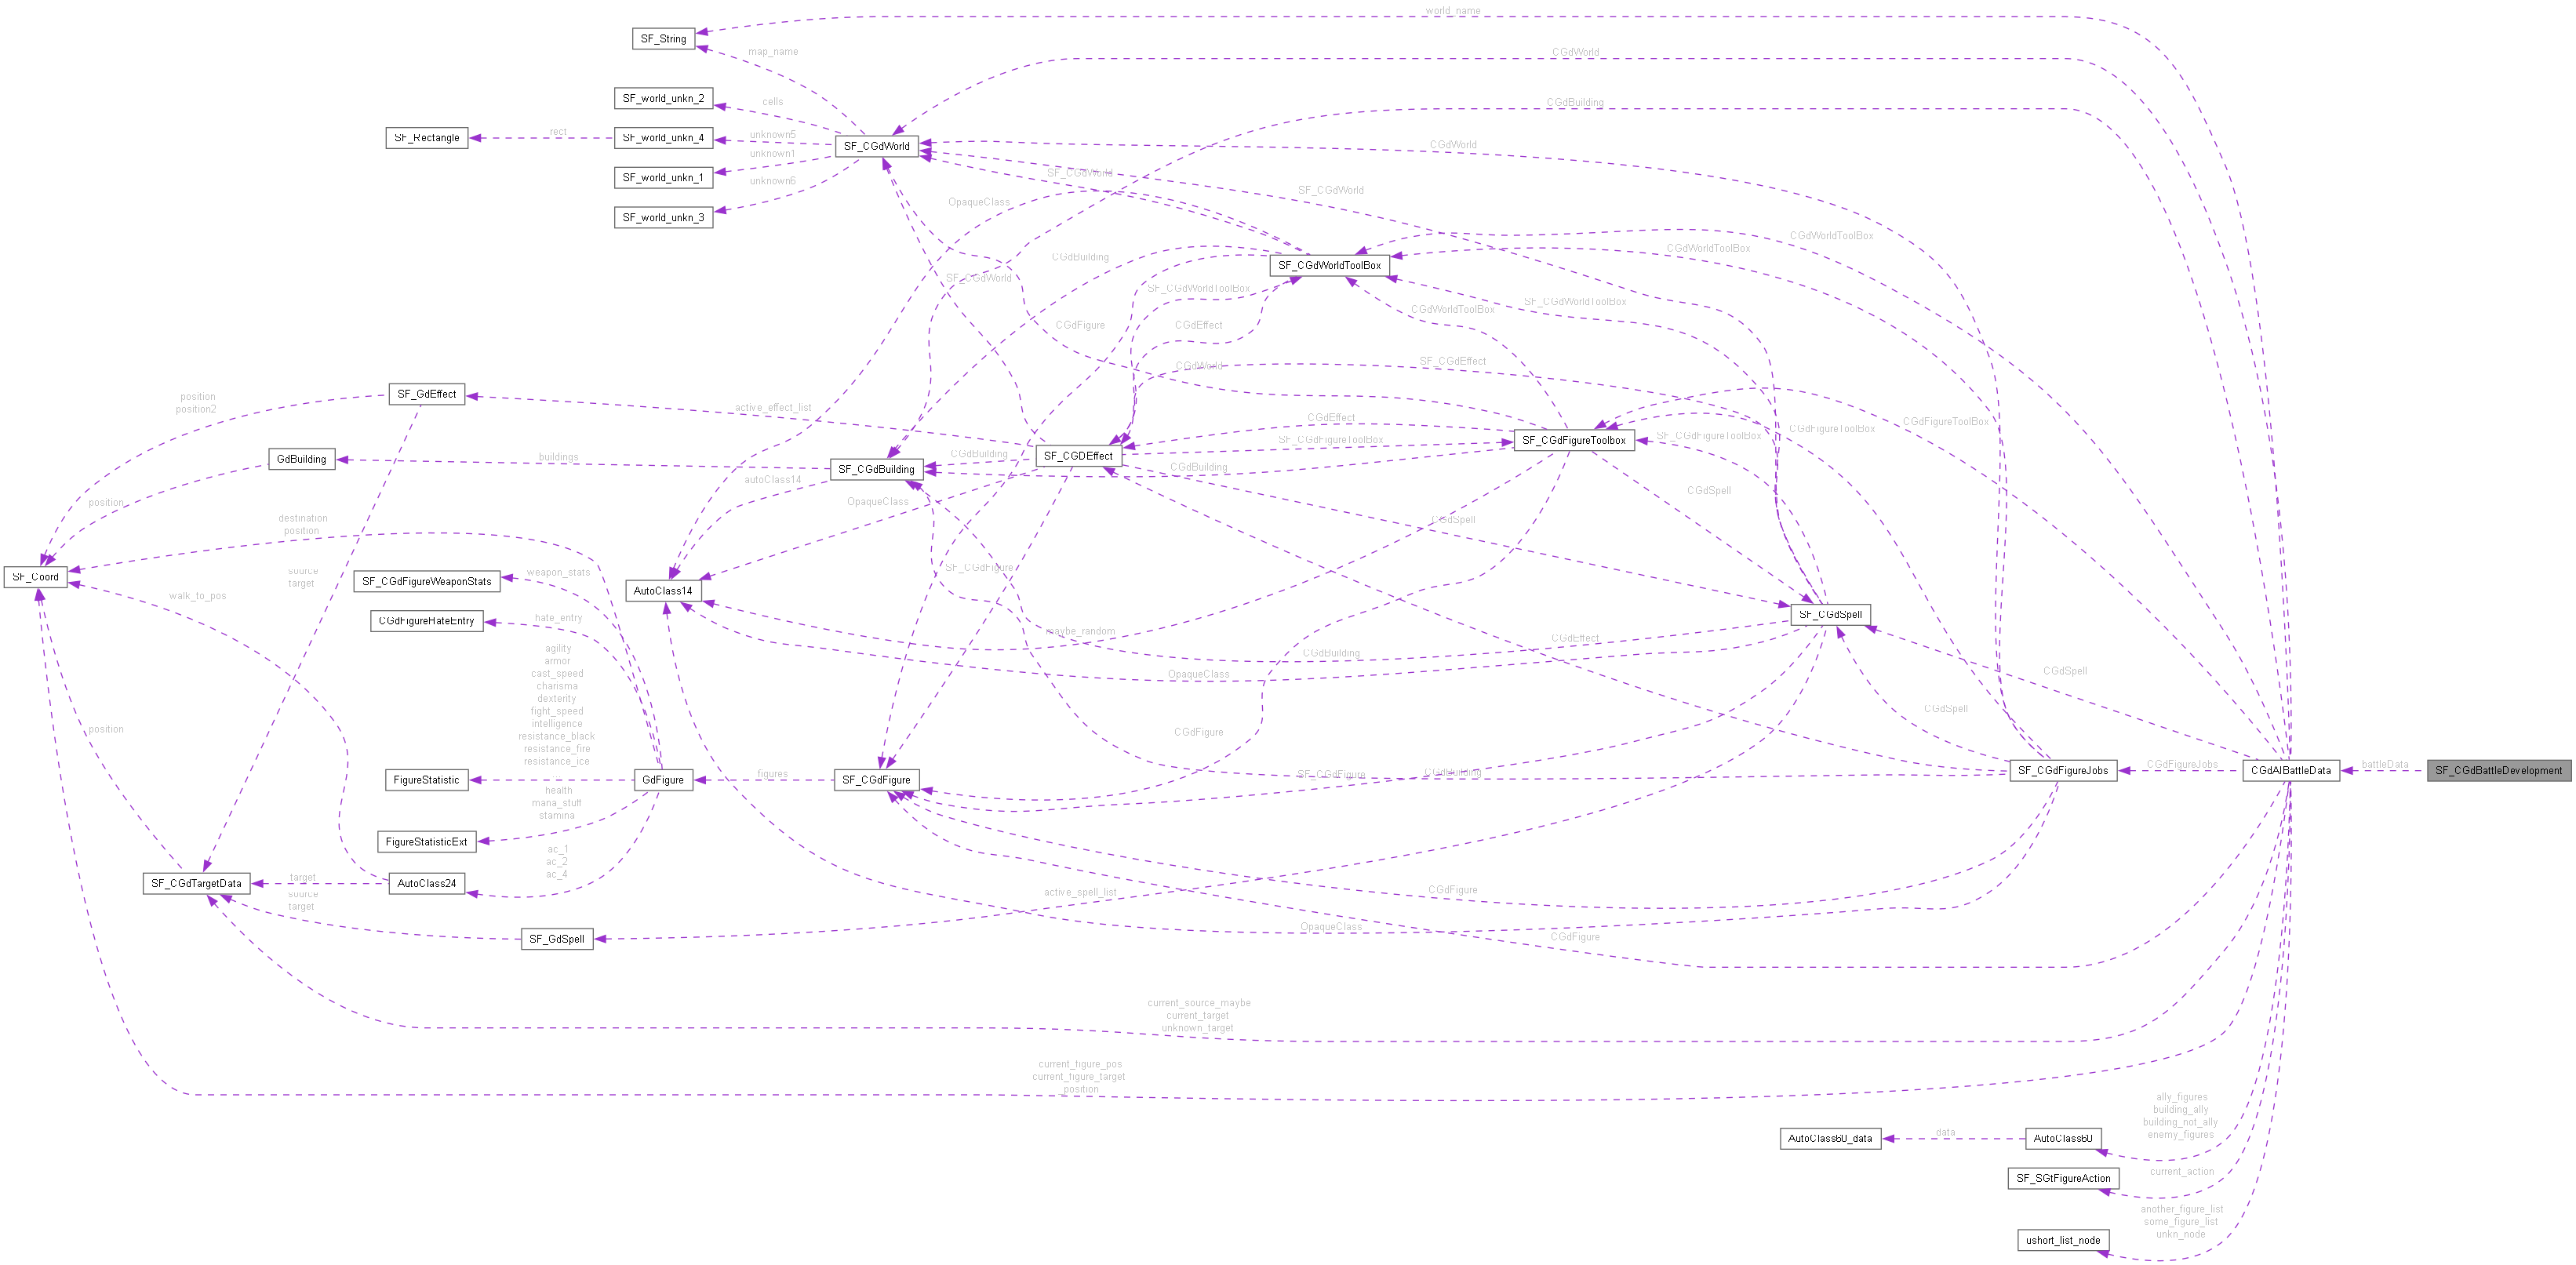 world_name
SF_String
map_name
CGdWorld
SF_world_unkn_2
cells
CGdBuilding
SF_Rectangle
rect
SF_world_unkn_4
unknown5
SF_CGdWorld
CGdWorld
unknown1
SF_world_unkn_1
unknown6
SF_CGdWorld
SF_CGdWorld
OpaqueClass
SF_world_unkn_3
CGdWorldToolBox
CGdWorldToolBox
CGdBuilding
SF_CGdWorldToolBox
SF_CGdWorld
SF_CGdWorldToolBox
SF_CGdWorldToolBox
CGdWorldToolBox
CGdFigure
CGdEffect
CGdWorld
SF_CGdEffect
SF_GdEffect
position
position2
active_effect_list
CGdEffect
CGdFigureToolBox
CGdFigureToolBox
SF_CGdFigureToolBox
SF_CGdFigureToolbox
SF_CGdFigureToolBox
GdBuilding
buildings
SF_CGdBuilding
CGdBuilding
SF_CGDEffect
CGdBuilding
autoClass14
OpaqueClass
CGdSpell
position
destination
position
CGdSpell
SF_Coord
source
target
SF_CGdFigureWeaponStats
weapon_stats
AutoClass14
SF_CGdFigure
walk_to_pos
CGdFigureHateEntry
hate_entry
maybe_random
SF_CGdSpell
agility
armor
cast_speed
charisma
dexterity
fight_speed
intelligence
resistance_black
resistance_fire
resistance_ice
CGdEffect
CGdBuilding
OpaqueClass
CGdSpell
CGdSpell
position
CGdFigure
FigureStatistic
GdFigure
figures
SF_CGdFigure
SF_CGdFigure
CGdBuilding
SF_CGdFigureJobs
CGdFigureJobs
CGdAIBattleData
battleData
SF_CGdBattleDevelopment
health
mana_stuff
stamina
FigureStatisticExt
ac_1
ac_2
ac_4
SF_CGdTargetData
target
AutoClass24
source
target
active_spell_list
CGdFigure
SF_GdSpell
OpaqueClass
CGdFigure
current_source_maybe
current_target
unknown_target
current_figure_pos
current_figure_target
position
ally_figures
building_ally
building_not_ally
enemy_figures
AutoClass60_data
data
AutoClass60
current_action
SF_SGtFigureAction
another_figure_list
some_figure_list
unkn_node
ushort_list_node